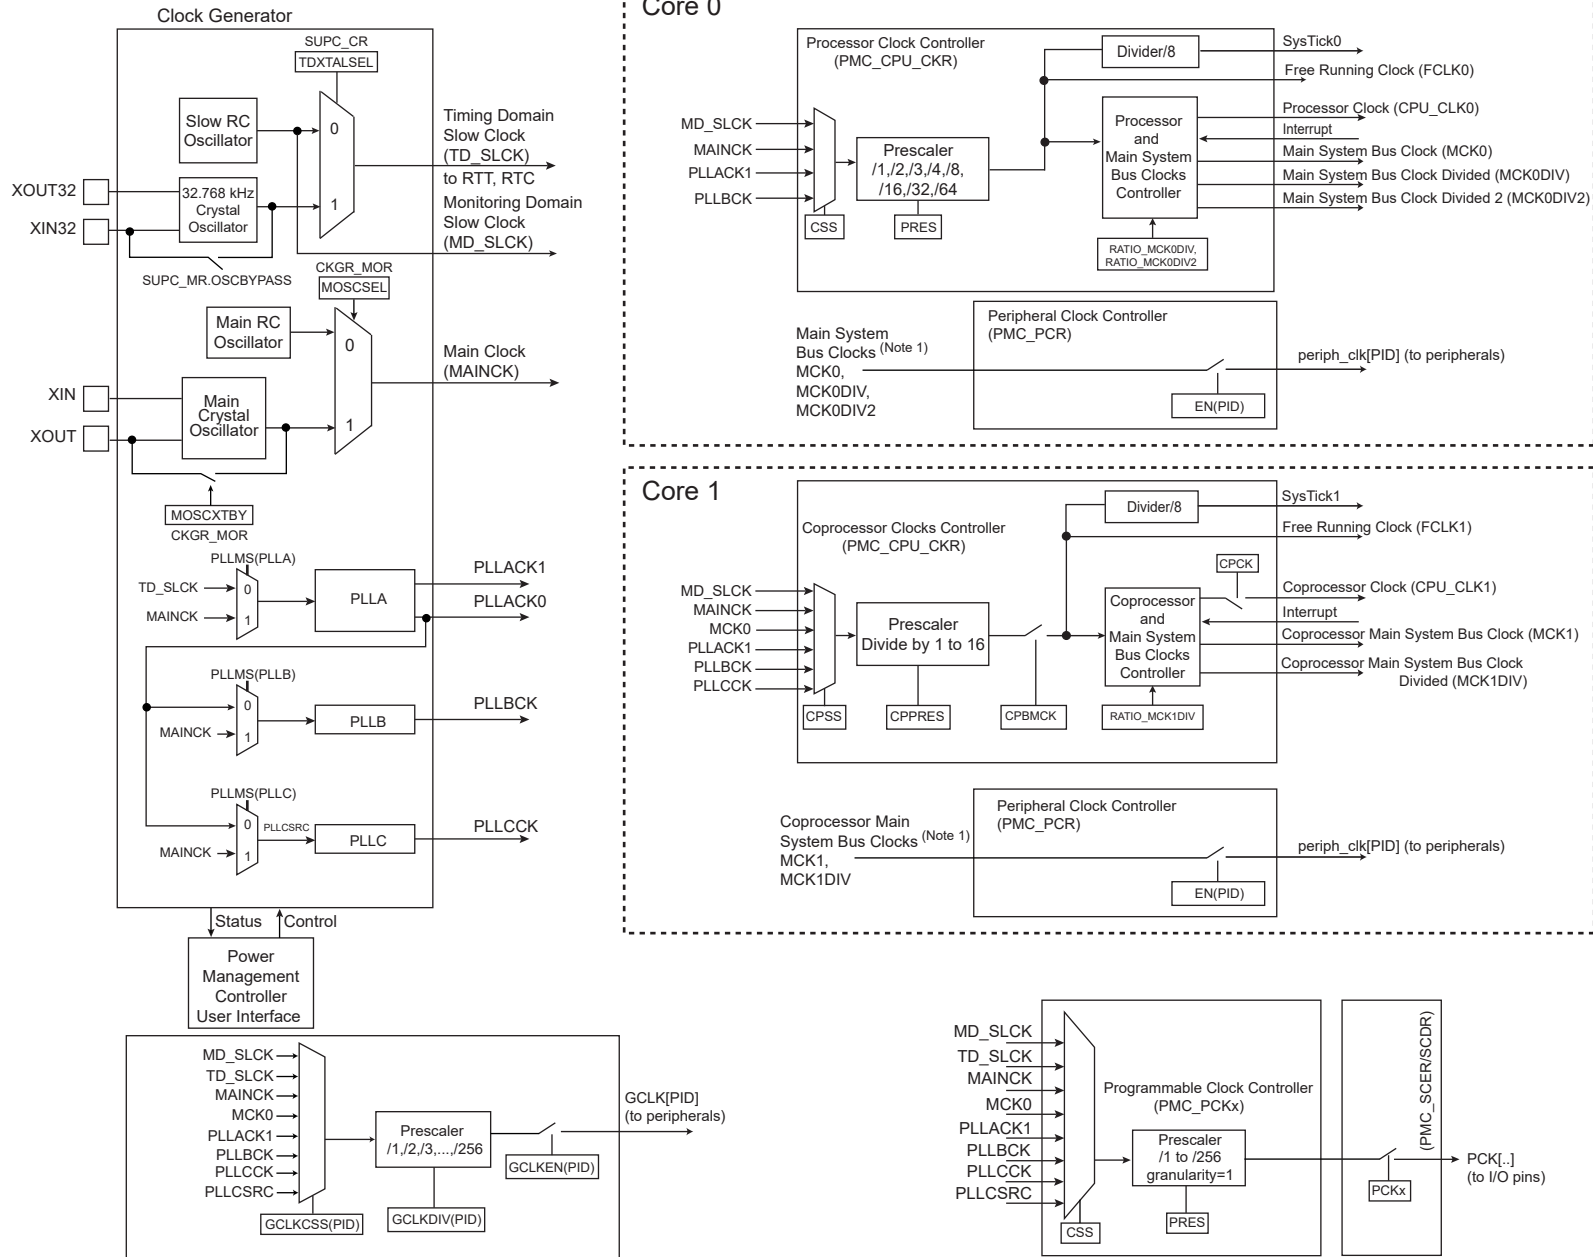 Clock Generator
SUPC_CR
TDXTALSEL
Slow RC
Oscillator
0
1
XOUT32
XIN32
32.768 kHz
Crystal
Oscillator
SUPC_MR.OSCBYPASS
Timing Domain
Slow Clock
(TD_SLCK)
to RTT, RTC
Monitoring Domain
Slow Clock
(MD_SLCK)
CKGR_MOR
MOSCSEL
Main RC
Oscillator
0
1
Main Clock
(MAINCK)
XIN
XOUT
Main
Crystal
Oscillator
MOSCXTBY
CKGR_MOR
PLLMS(PLLA)
TD_SLCK
0
MAINCK
1
PLLA
PLLACK1
PLLACK0
PLLMS(PLLB)
0
MAINCK
1
PLLB
PLLBCK
PLLMS(PLLC)
0
MAINCK
1
PLLCSRC
PLLC
PLLCCK
Status
Control
Power
Management
Controller
User Interface
MD_SLCK
TD_SLCK
MAINCK
MCK0
PLLACK1
PLLBCK
PLLCCK
PLLCSRC
GCLKCSS(PID)
Prescaler
/1,/2,/3,...,/256
GCLKDIV(PID)
GCLKEN(PID)
GCLK[PID]
(to peripherals)
Core 0
Processor Clock Controller
(PMC_CPU_CKR)
MD_SLCK
MAINCK
PLLACK1
PLLBCK
CSS
Prescaler
/1,/2,/3,/4,/8,
/16,/32,/64
PRES
Divider/8
Processor
and
Main System
Bus Clocks
Controller
RATIO_MCK0DIV,
RATIO_MCK0DIV2
SysTick0
Free Running Clock (FCLK0)
Processor Clock (CPU_CLK0)
Interrupt
Main System Bus Clock (MCK0)
Main System Bus Clock Divided (MCK0DIV)
Main System Bus Clock Divided 2 (MCK0DIV2)
Main System
Bus Clocks (Note 1)
MCK0,
MCK0DIV,
MCK0DIV2
Peripheral Clock Controller
(PMC_PCR)
EN(PID)
periph_clk[PID] (to peripherals)
Core 1
Coprocessor Clocks Controller
(PMC_CPU_CKR)
MD_SLCK
MAINCK
MCK0
PLLACK1
PLLBCK
PLLCCK
CPSS
Prescaler
Divide by 1 to 16
CPPRES
CPBMCK
Divider/8
CPCK
Coprocessor
and
Main System
Bus Clocks
Controller
RATIO_MCK1DIV
SysTick1
Free Running Clock (FCLK1)
Coprocessor Clock (CPU_CLK1)
Interrupt
Coprocessor Main System Bus Clock (MCK1)
Coprocessor Main System Bus Clock
Divided (MCK1DIV)
Coprocessor Main
System Bus Clocks (Note 1)
MCK1,
MCK1DIV
Peripheral Clock Controller
(PMC_PCR)
EN(PID)
periph_clk[PID] (to peripherals)
MD_SLCK
TD_SLCK
MAINCK
MCK0
PLLACK1
PLLBCK
PLLCCK
PLLCSRC
CSS
Programmable Clock Controller
(PMC_PCKx)
Prescaler
/1 to /256
granularity=1
PRES
(PMC_SCER/SCDR)
PCKx
PCK[..]
(to I/O pins)